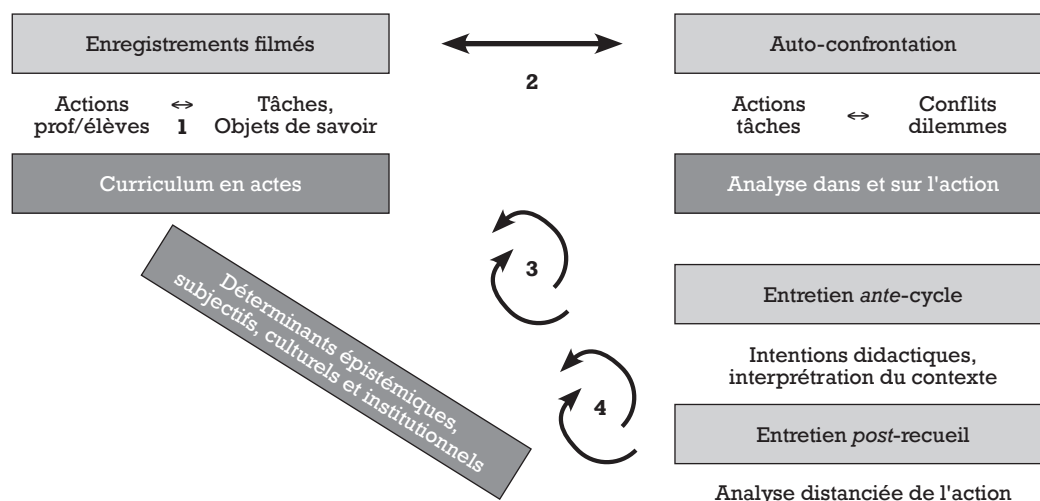 Enregistrements filmés
Auto-confrontation
2
Actions ↔ Tâches,
prof/élèves 1 Objets de savoir
Actions ↔ Conflits
tâches dilemmes
Curriculum en actes
Analyse dans et sur l'action
3
Déterminants épistémiques,
subjectifs, culturels et institutionnels
Entretien ante-cycle
Intentions didactiques,
interprétration du contexte
4
Entretien post-recueil
Analyse distanciée de l'action